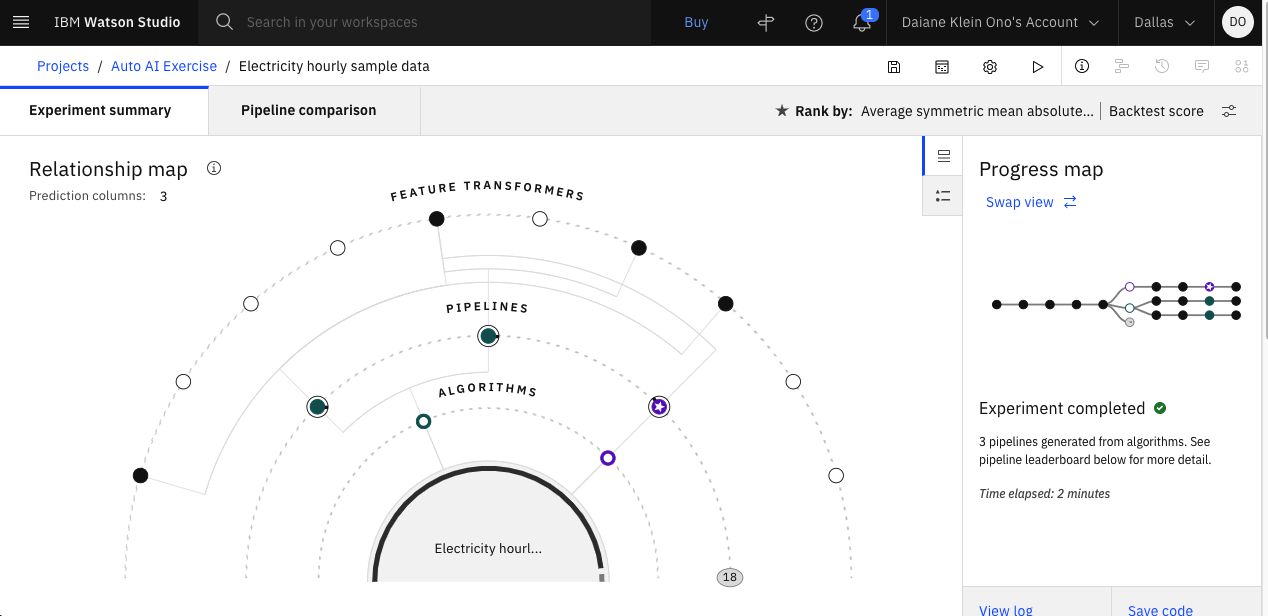 IBM Watson Studio
Search in your workspaces
Buy
1
Daiane Klein Ono's Account
Dallas
DO
Projects / Auto AI Exercise / Electricity hourly sample data
Experiment summary
Pipeline comparison
Rank by: Average symmetric mean absolute... | Backtest score
Relationship map
Prediction columns: 3
FEATURE TRANSFORMERS
PIPELINES
ALGORITHMS
Electricity hourl...
18
Progress map
Swap view
Experiment completed
3 pipelines generated from algorithms. See
pipeline leaderboard below for more detail.
Time elapsed: 2 minutes
View log
Save code